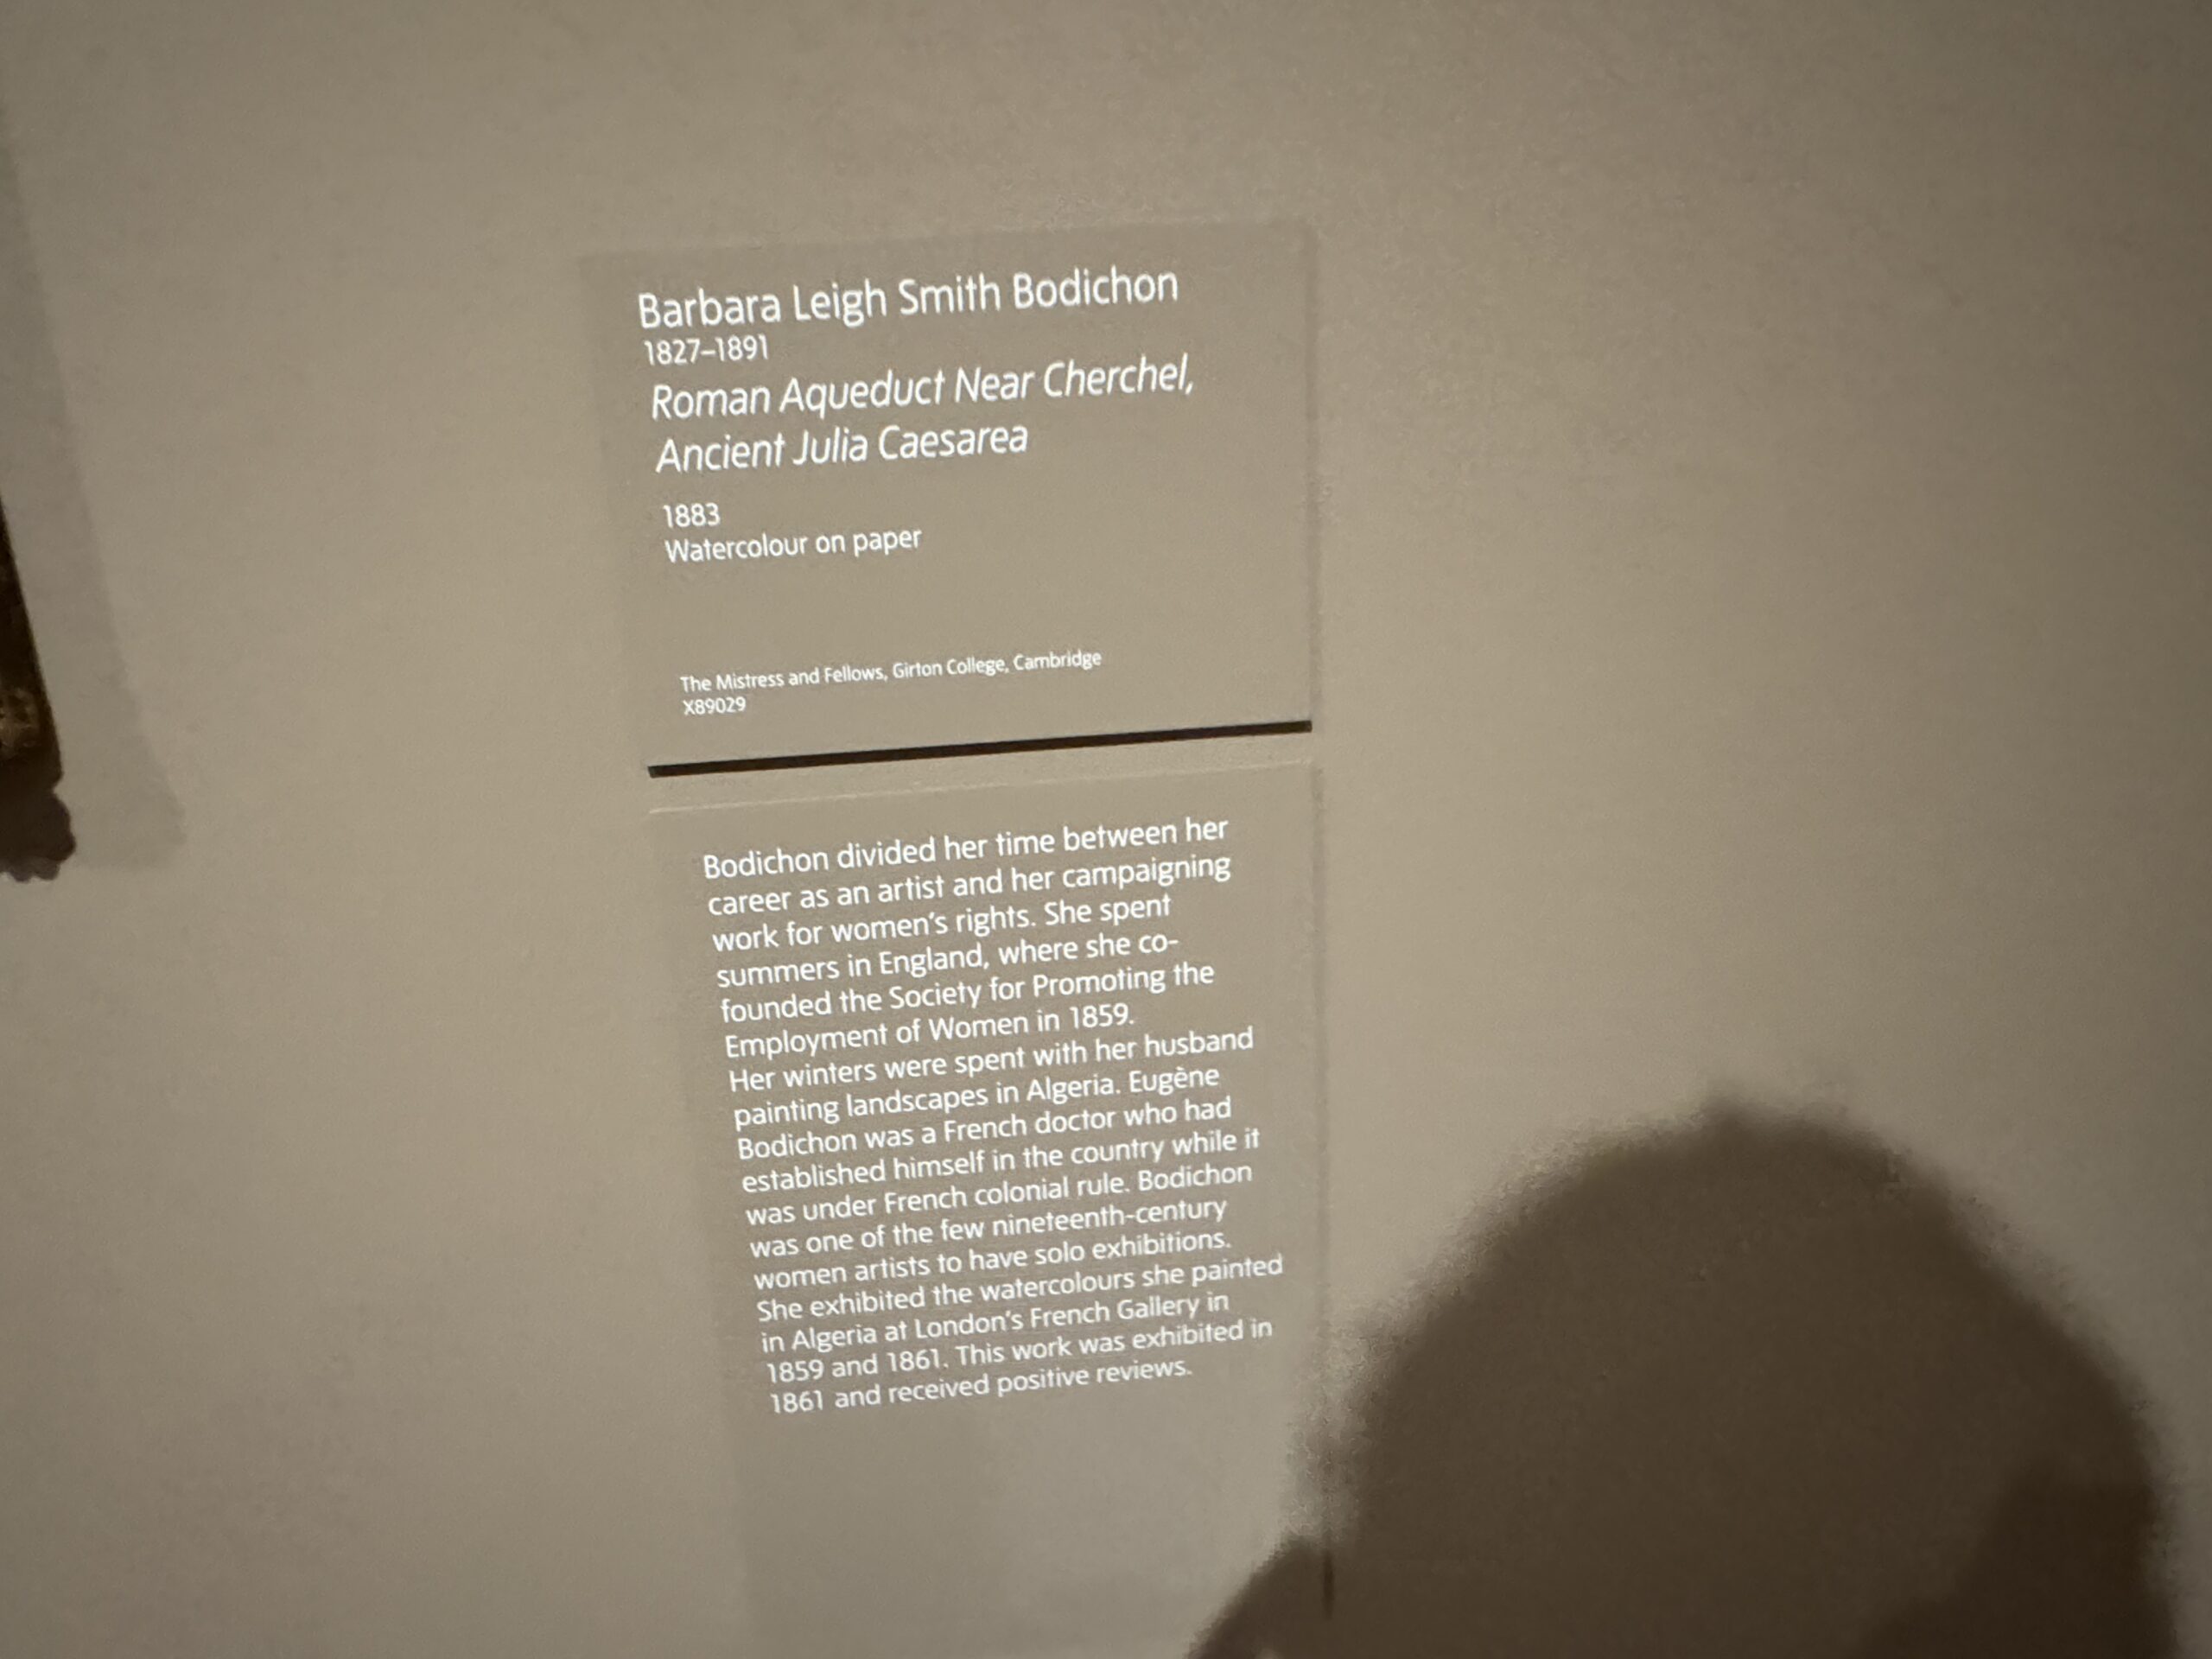 Barbara Leigh Smith Bodichon
1827–1891
Roman Aqueduct Near Cherchel,
Ancient Julia Caesarea
1883
Watercolour on paper
The Mistress and Fellows, Girton College, Cambridge
X89029
Bodichon divided her time between her
career as an artist and her campaigning
work for women's rights. She spent
summers in England, where she co-
founded the Society for Promoting the
Employment of Women in 1859.
Her winters were spent with her husband
painting landscapes in Algeria. Eugène
Bodichon was a French doctor who had
established himself in the country while it
was under French colonial rule. Bodichon
was one of the few nineteenth-century
women artists to have solo exhibitions.
She exhibited the watercolours she painted
in Algeria at London's French Gallery in
1859 and 1861. This work was exhibited in
1861 and received positive reviews.